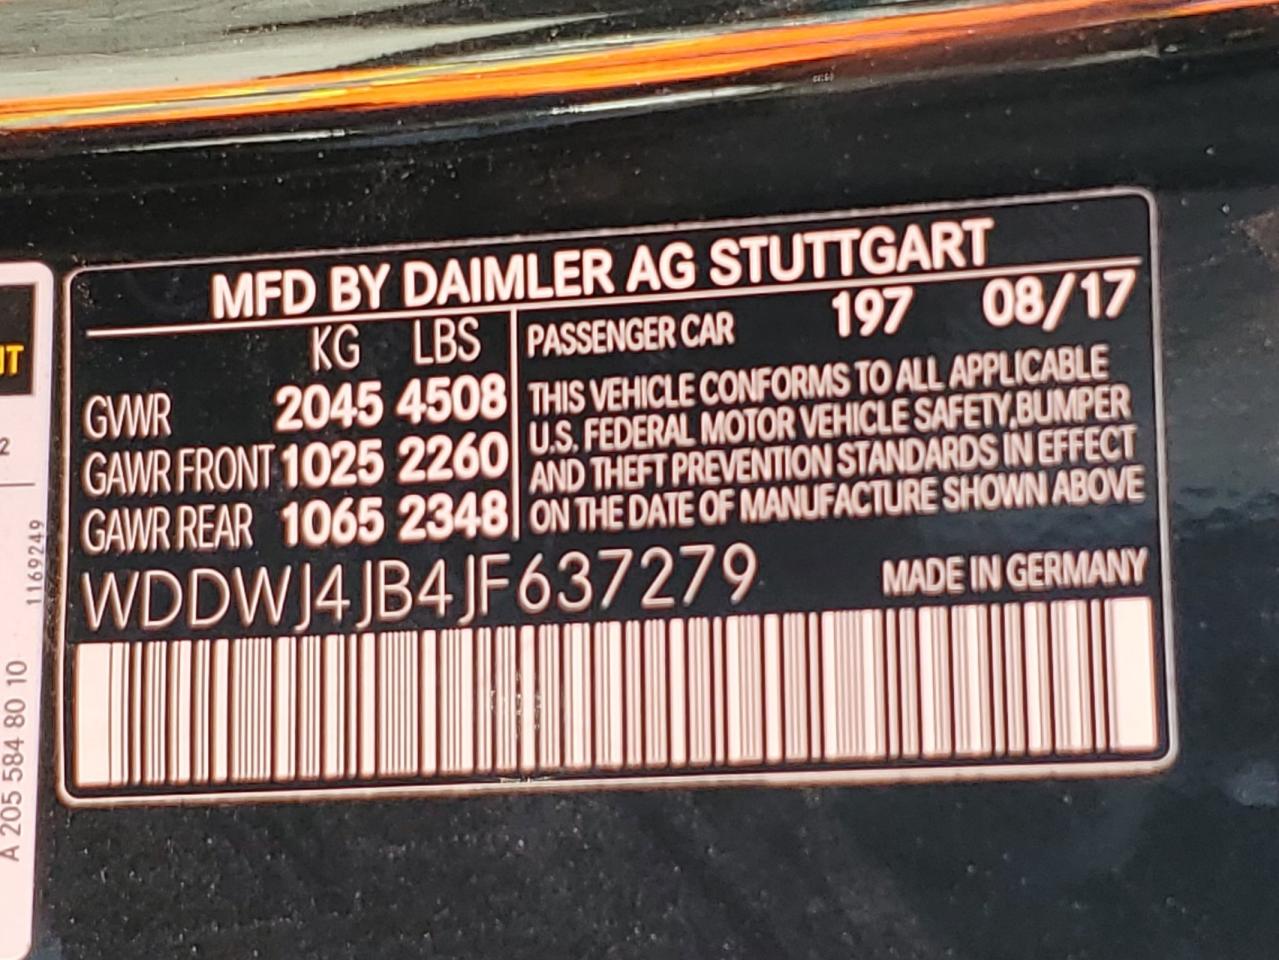 MFD BY DAIMLER AG STUTTGART
KG LBS
GVWR 2045 4508
GAWR FRONT 1025 2260
GAWR REAR 1065 2348
PASSENGER CAR 197 08/17
THIS VEHICLE CONFORMS TO ALL APPLICABLE
U.S. FEDERAL MOTOR VEHICLE SAFETY,BUMPER
AND THEFT PREVENTION STANDARDS IN EFFECT
ON THE DATE OF MANUFACTURE SHOWN ABOVE
WDDWJ4JB4JF637279
MADE IN GERMANY
1169249
A 205 584 80 10